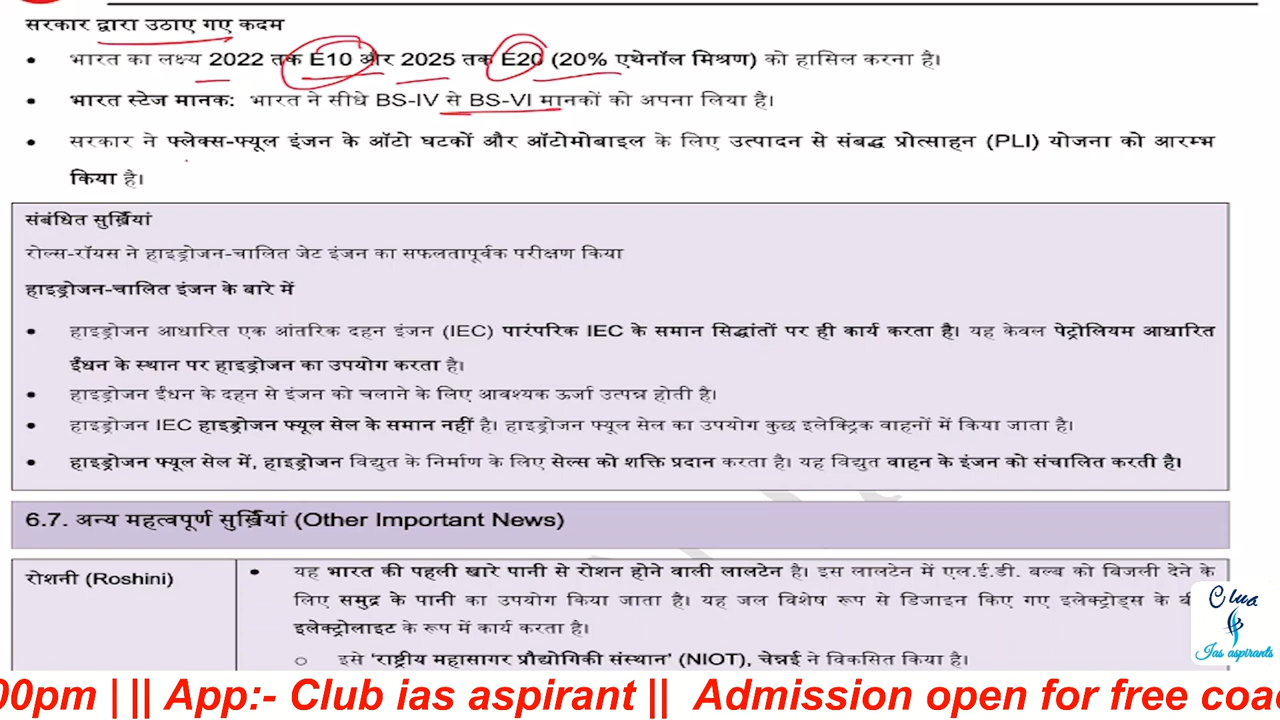 सरकार द्वारा उठाए गए कदम
• भारत का लक्ष्य 2022 तक E10 और 2025 तक E20 (20% एथेनॉल मिश्रण) को हासिल करना है।
• भारत स्टेज मानक: भारत ने सीधे BS-IV से BS-VI मानकों को अपना लिया है।
• सरकार ने फ्लेक्स-फ्यूल इंजन के ऑटो घटकों और ऑटोमोबाइल के लिए उत्पादन से संबद्ध प्रोत्साहन (PLI) योजना को आरम्भ
किया है।
संबंधित सुर्ख़ियां
रोल्स-रॉयस ने हाइड्रोजन-चालित जेट इंजन का सफलतापूर्वक परीक्षण किया
हाइड्रोजन-चालित इंजन के बारे में
• हाइड्रोजन आधारित एक आंतरिक दहन इंजन (IEC) पारंपरिक IEC के समान सिद्धांतों पर ही कार्य करता है। यह केवल पेट्रोलियम आधारित
ईंधन के स्थान पर हाइड्रोजन का उपयोग करता है।
• हाइड्रोजन ईंधन के दहन से इंजन को चलाने के लिए आवश्यक ऊर्जा उत्पन्न होती है।
• हाइड्रोजन IEC हाइड्रोजन फ्यूल सेल के समान नहीं है। हाइड्रोजन फ्यूल सेल का उपयोग कुछ इलेक्ट्रिक वाहनों में किया जाता है।
• हाइड्रोजन फ्यूल सेल में, हाइड्रोजन विद्युत के निर्माण के लिए सेल्स को शक्ति प्रदान करता है। यह विद्युत वाहन के इंजन को संचालित करती है।
6.7. अन्य महत्वपूर्ण सुर्ख़ियां (Other Important News)
रोशनी (Roshini)
• यह भारत की पहली खारे पानी से रोशन होने वाली लालटेन है। इस लालटेन में एल.ई.डी. बल्ब को बिजली देने के
लिए समुद्र के पानी का उपयोग किया जाता है। यह जल विशेष रूप से डिजाइन किए गए इलेक्ट्रोड्स के
इलेक्ट्रोलाइट के रूप में कार्य करता है।
○ इसे 'राष्ट्रीय महासागर प्रौद्योगिकी संस्थान' (NIOT), चेन्नई ने विकसित किया है।
Club
Ias aspirants
00pm | || App:- Club ias aspirant || Admission open for free coa